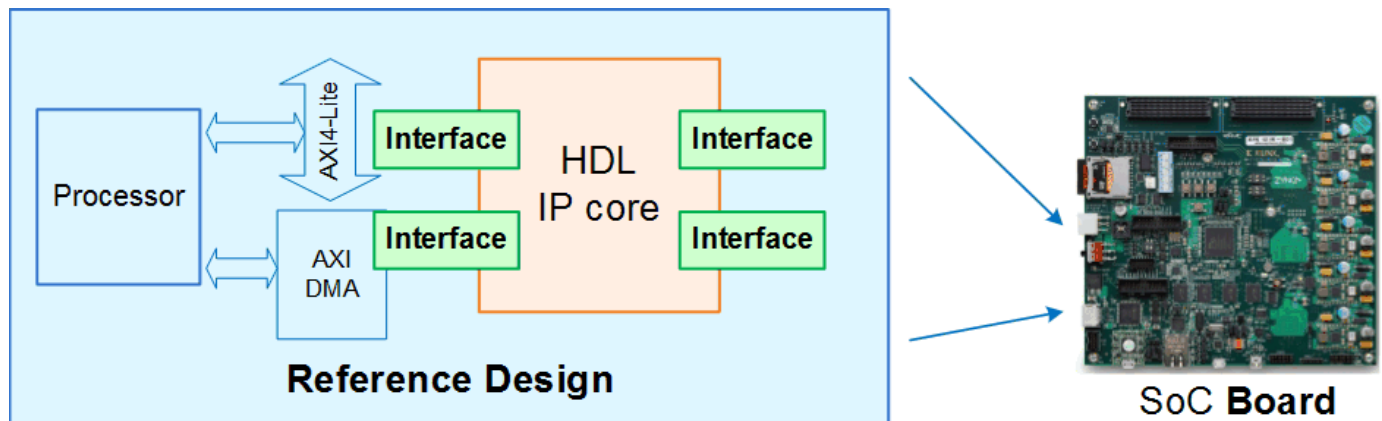 Processor
AXI4-Lite
AXI
DMA
Interface
Interface
HDL
IP core
Interface
Interface
Reference Design
SoC Board